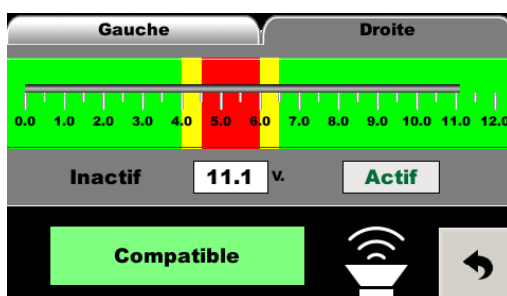 Gauche Droite
0.0 1.0 2.0 3.0 4.0 5.0 6.0 7.0 8.0 9.0 10.0 11.0 12.0
Inactif 11.1 V. Actif
Compatible